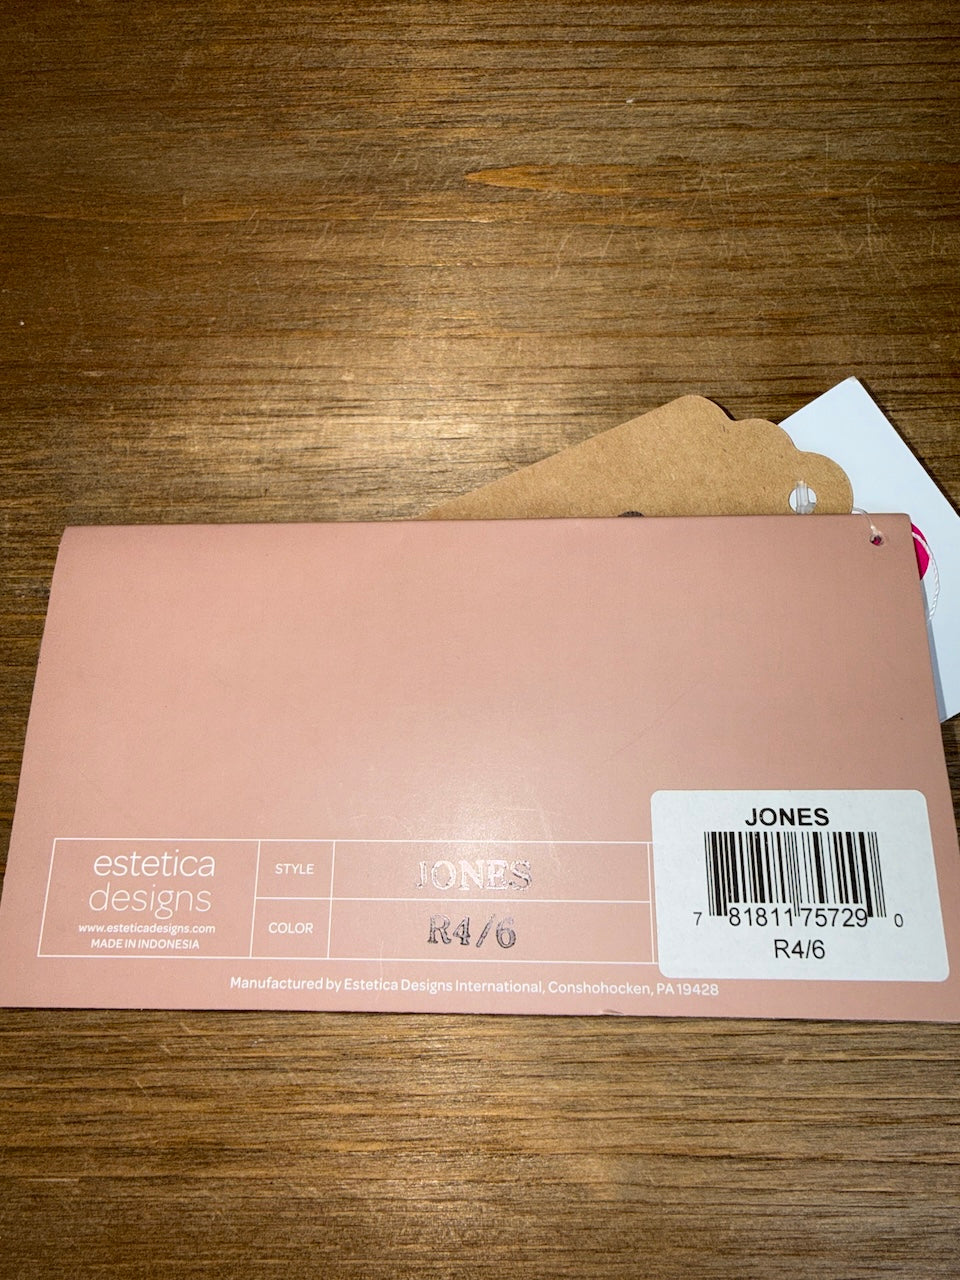 estetica
designs
www.esteticadesigns.com
MADE IN INDONESIA
STYLE
JONES
COLOR
R4/6
Manufactured by Estetica Designs International, Conshohocken, PA 19428
JONES
7 81811 75729 0
R4/6